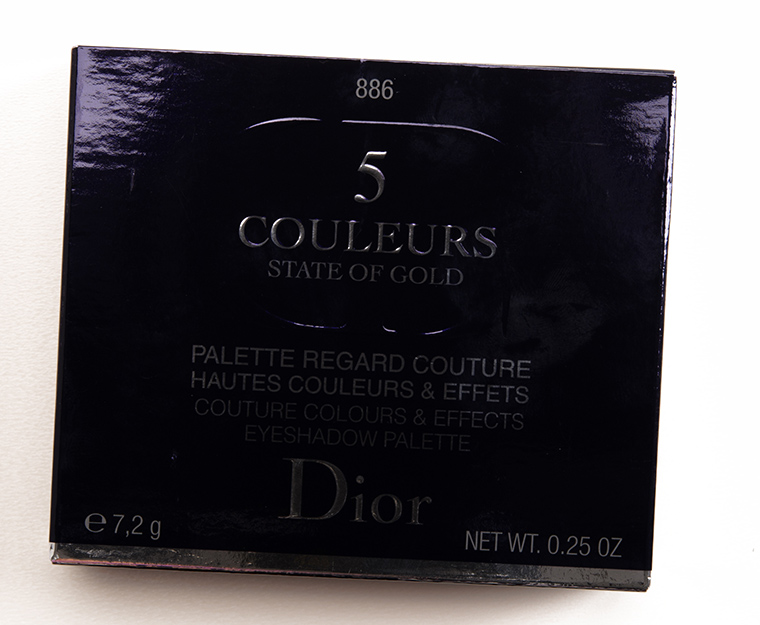 886
5
COULEURS
STATE OF GOLD
PALETTE REGARD COUTURE
HAUTES COULEURS & EFFETS
COUTURE COLOURS & EFFECTS
EYESHADOW PALETTE
Dior
℮ 7,2 g
NET WT. 0.25 OZ